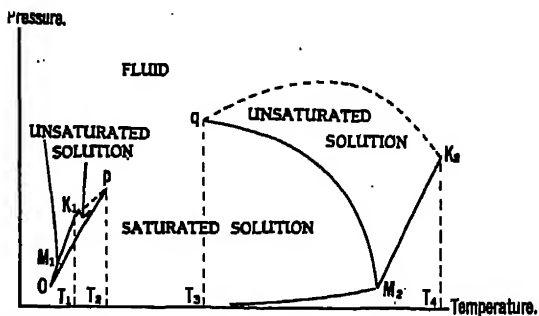 Pressure.
FLUID
UNSATURATED
SOLUTION
q
UNSATURATED
SOLUTION
K₂
p
K₁
SATURATED SOLUTION
M₁
O
M₂
T₁ T₂ T₃ T₄ Temperature.